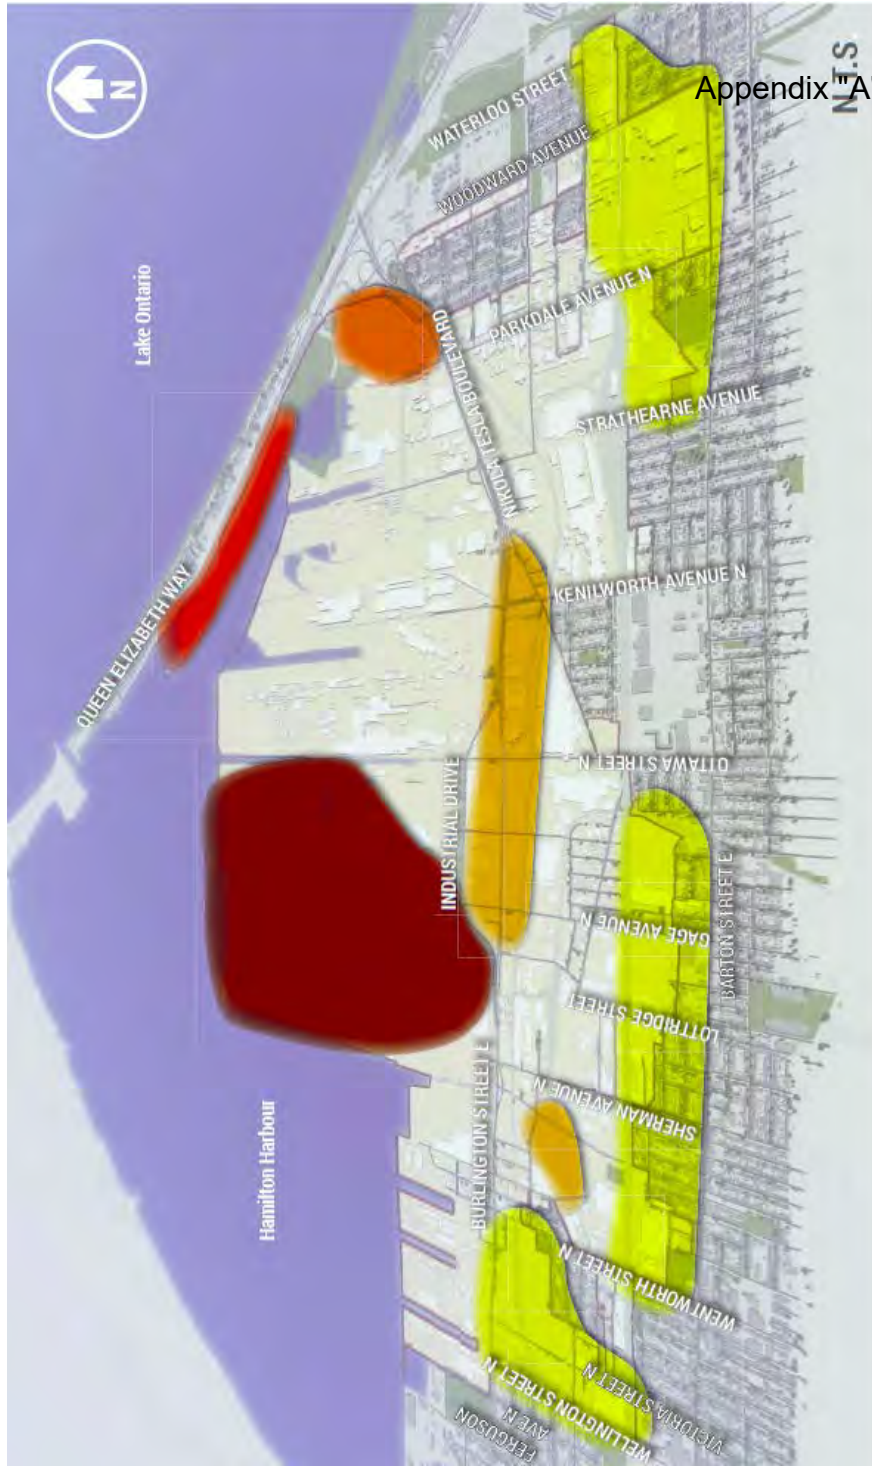 N
N.T.S.
Appendix "A"
WATERLOO STREET
WOODWARD AVENUE
Lake Ontario
PARKDALE AVENUE N
NIKOLA TESLA BOULEVARD
STRATHEARNE AVENUE
QUEEN ELIZABETH WAY
KENILWORTH AVENUE N
OTTAWA STREET N
INDUSTRIAL DRIVE
GAGE AVENUE N
BARTON STREET E
LOTTRIDGE STREET
BURLINGTON STREET E
SHERMAN AVENUE N
Hamilton Harbour
WENTWORTH STREET N
WELLINGTON STREET N
VICTORIA STREET N
FERGUSON
AVE N